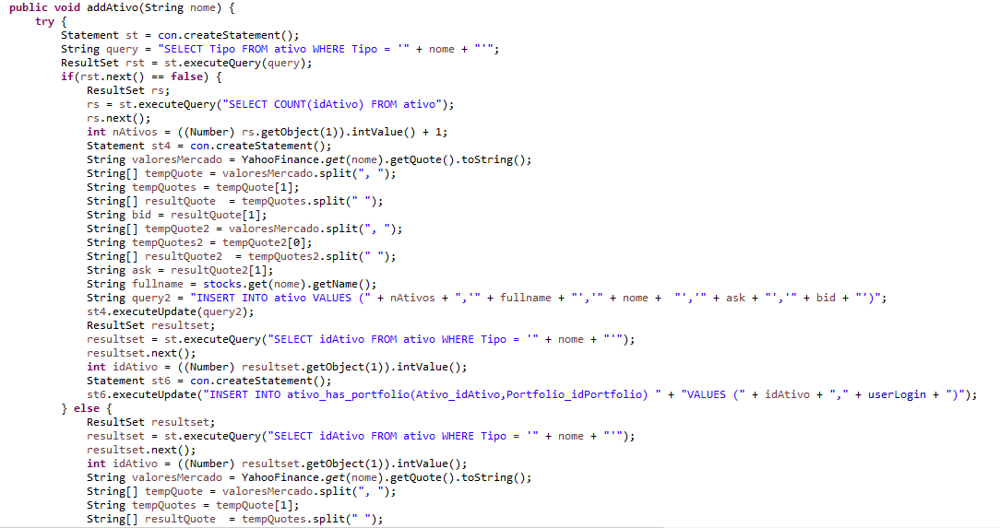 public void addAtivo(String nome) {
try {
Statement st = con.createStatement();
String query = "SELECT Tipo FROM ativo WHERE Tipo = '" + nome + "'";
ResultSet rst = st.executeQuery(query);
if(rst.next() == false) {
ResultSet rs;
rs = st.executeQuery("SELECT COUNT(idAtivo) FROM ativo");
rs.next();
int nAtivos = ((Number) rs.getObject(1)).intValue() + 1;
Statement st4 = con.createStatement();
String valoresMercado = YahooFinance.get(nome).getQuote().toString();
String[] tempQuote = valoresMercado.split(", ");
String tempQuotes = tempQuote[1];
String[] resultQuote  = tempQuotes.split(" ");
String bid = resultQuote[1];
String[] tempQuote2 = valoresMercado.split(", ");
String tempQuotes2 = tempQuote2[0];
String[] resultQuote2  = tempQuotes2.split(" ");
String ask = resultQuote2[1];
String fullname = stocks.get(nome).getName();
String query2 = "INSERT INTO ativo VALUES (" + nAtivos + ",'" + fullname + "','" + nome +  "','" + ask + "','" + bid + "')";
st4.executeUpdate(query2);
ResultSet resultset;
resultset = st.executeQuery("SELECT idAtivo FROM ativo WHERE Tipo = '" + nome + "'");
resultset.next();
int idAtivo = ((Number) resultset.getObject(1)).intValue();
Statement st6 = con.createStatement();
st6.executeUpdate("INSERT INTO ativo_has_portfolio(Ativo_idAtivo,Portfolio_idPortfolio) " + "VALUES (" + idAtivo + "," + userLogin + ")");
} else {
ResultSet resultset;
resultset = st.executeQuery("SELECT idAtivo FROM ativo WHERE Tipo = '" + nome + "'");
resultset.next();
int idAtivo = ((Number) resultset.getObject(1)).intValue();
String valoresMercado = YahooFinance.get(nome).getQuote().toString();
String[] tempQuote = valoresMercado.split(", ");
String tempQuotes = tempQuote[1];
String[] resultQuote  = tempQuotes.split(" ");